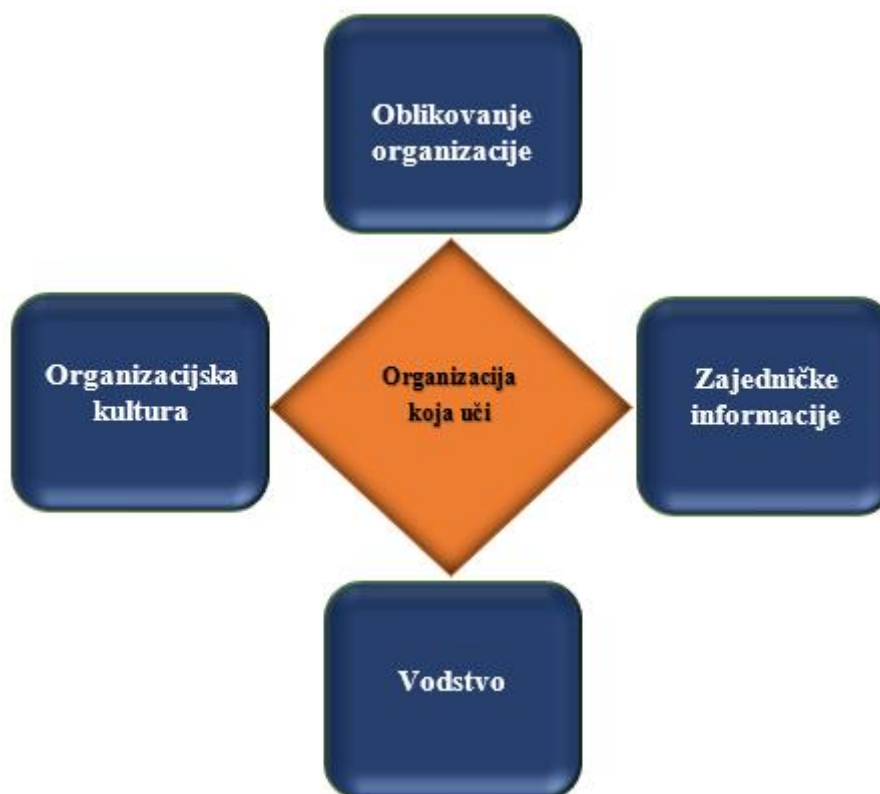 Oblikovanje
organizacije
Organizacijska
kultura
Organizacija
koja uči
Zajedničke
informacije
Vodstvo